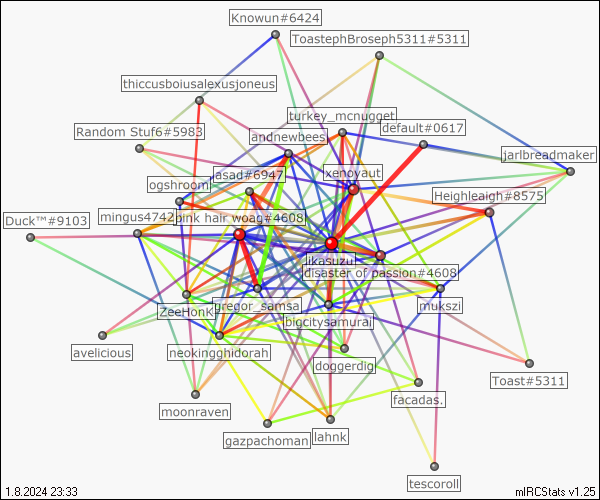 Knowun#6424
ToastephBroseph5311#5311
thiccusboiusalexusjoneus
turkey_mcnugget
Random Stuf6#5983
andnewbees
default#0617
jarlbreadmaker
asad#6947
xenoyaut
ogshroom
Heighleaigh#8575
Duck™#9103
mingus4742
pink hair woag#4608
ikasuzu
disaster of passion#4608
ZeeHonk
gregor_samsa
mukszi
bigcitysamurai
avelicious
neokingghidorah
doggerdigi
Toast#5311
moonraven
facadas.
gazpachoman
lahnk
tescoroll
1.8.2024 23:33
mIRCStats v1.25